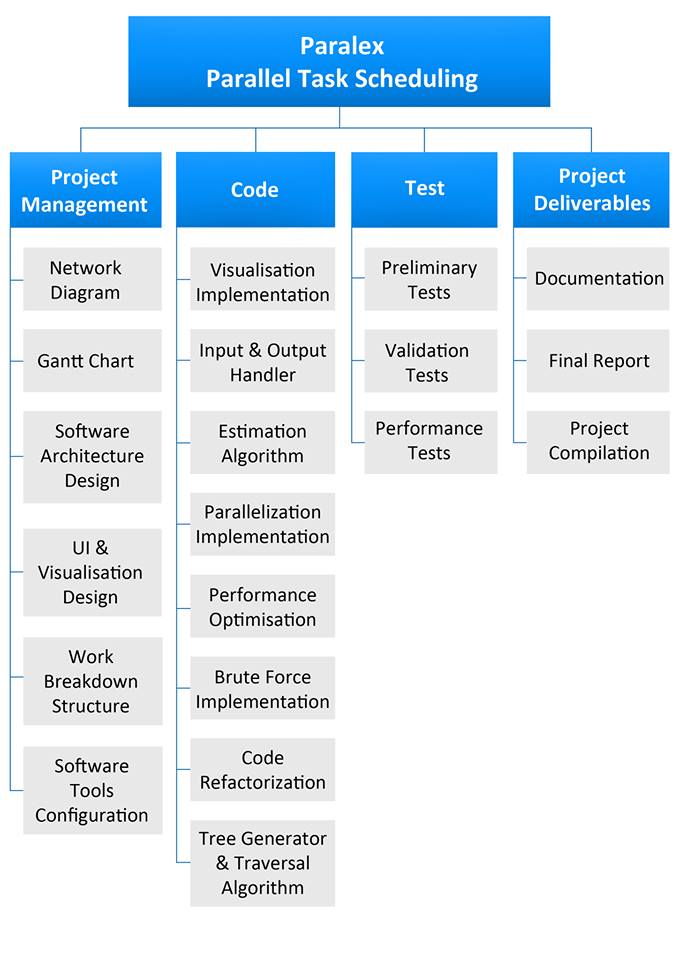 Paralex
Parallel Task Scheduling
Project
Management
Code
Test
Project
Deliverables
Network
Diagram
Gantt Chart
Software
Architecture
Design
UI &
Visualisation
Design
Work
Breakdown
Structure
Software
Tools
Configuration
Visualisation
Implementation
Input & Output
Handler
Estimation
Algorithm
Parallelization
Implementation
Performance
Optimisation
Brute Force
Implementation
Code
Refactorization
Tree Generator
& Traversal
Algorithm
Preliminary
Tests
Validation
Tests
Performance
Tests
Documentation
Final Report
Project
Compilation